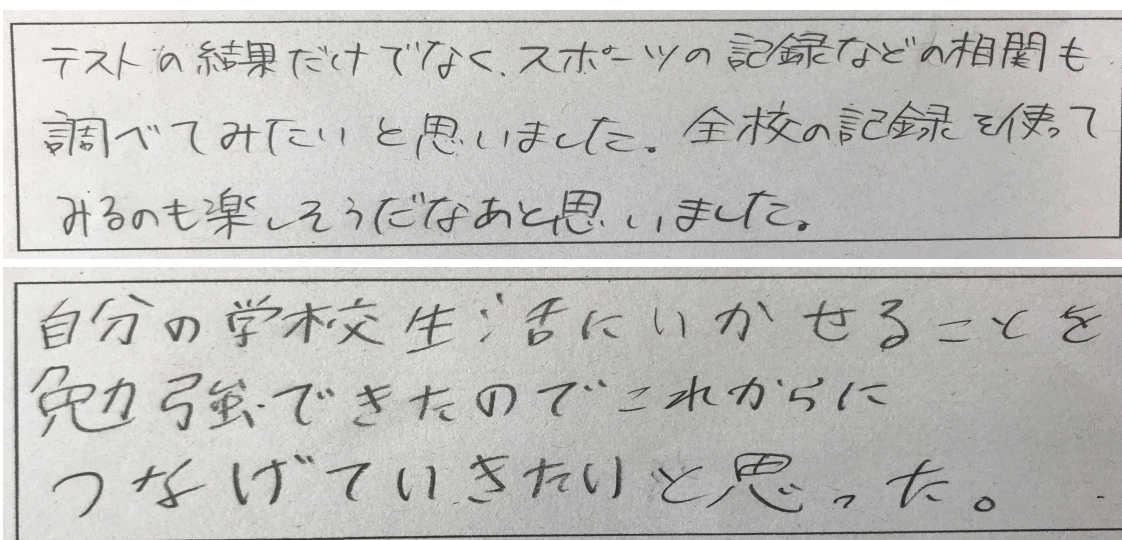 テストの結果だけでなく、スポーツの記録などの相関も
調べてみたいと思いました。全校の記録を使って
みるのも楽しそうだなあと思いました。
自分の学校生活にいかせることを
勉強できたのでこれからに
つなげていきたいと思った。